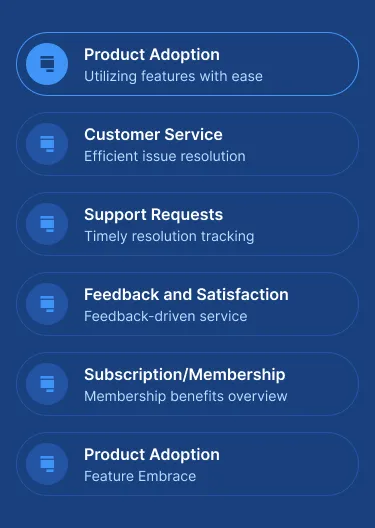 Product Adoption
Utilizing features with ease
Customer Service
Efficient issue resolution
Support Requests
Timely resolution tracking
Feedback and Satisfaction
Feedback-driven service
Subscription/Membership
Membership benefits overview
Product Adoption
Feature Embrace